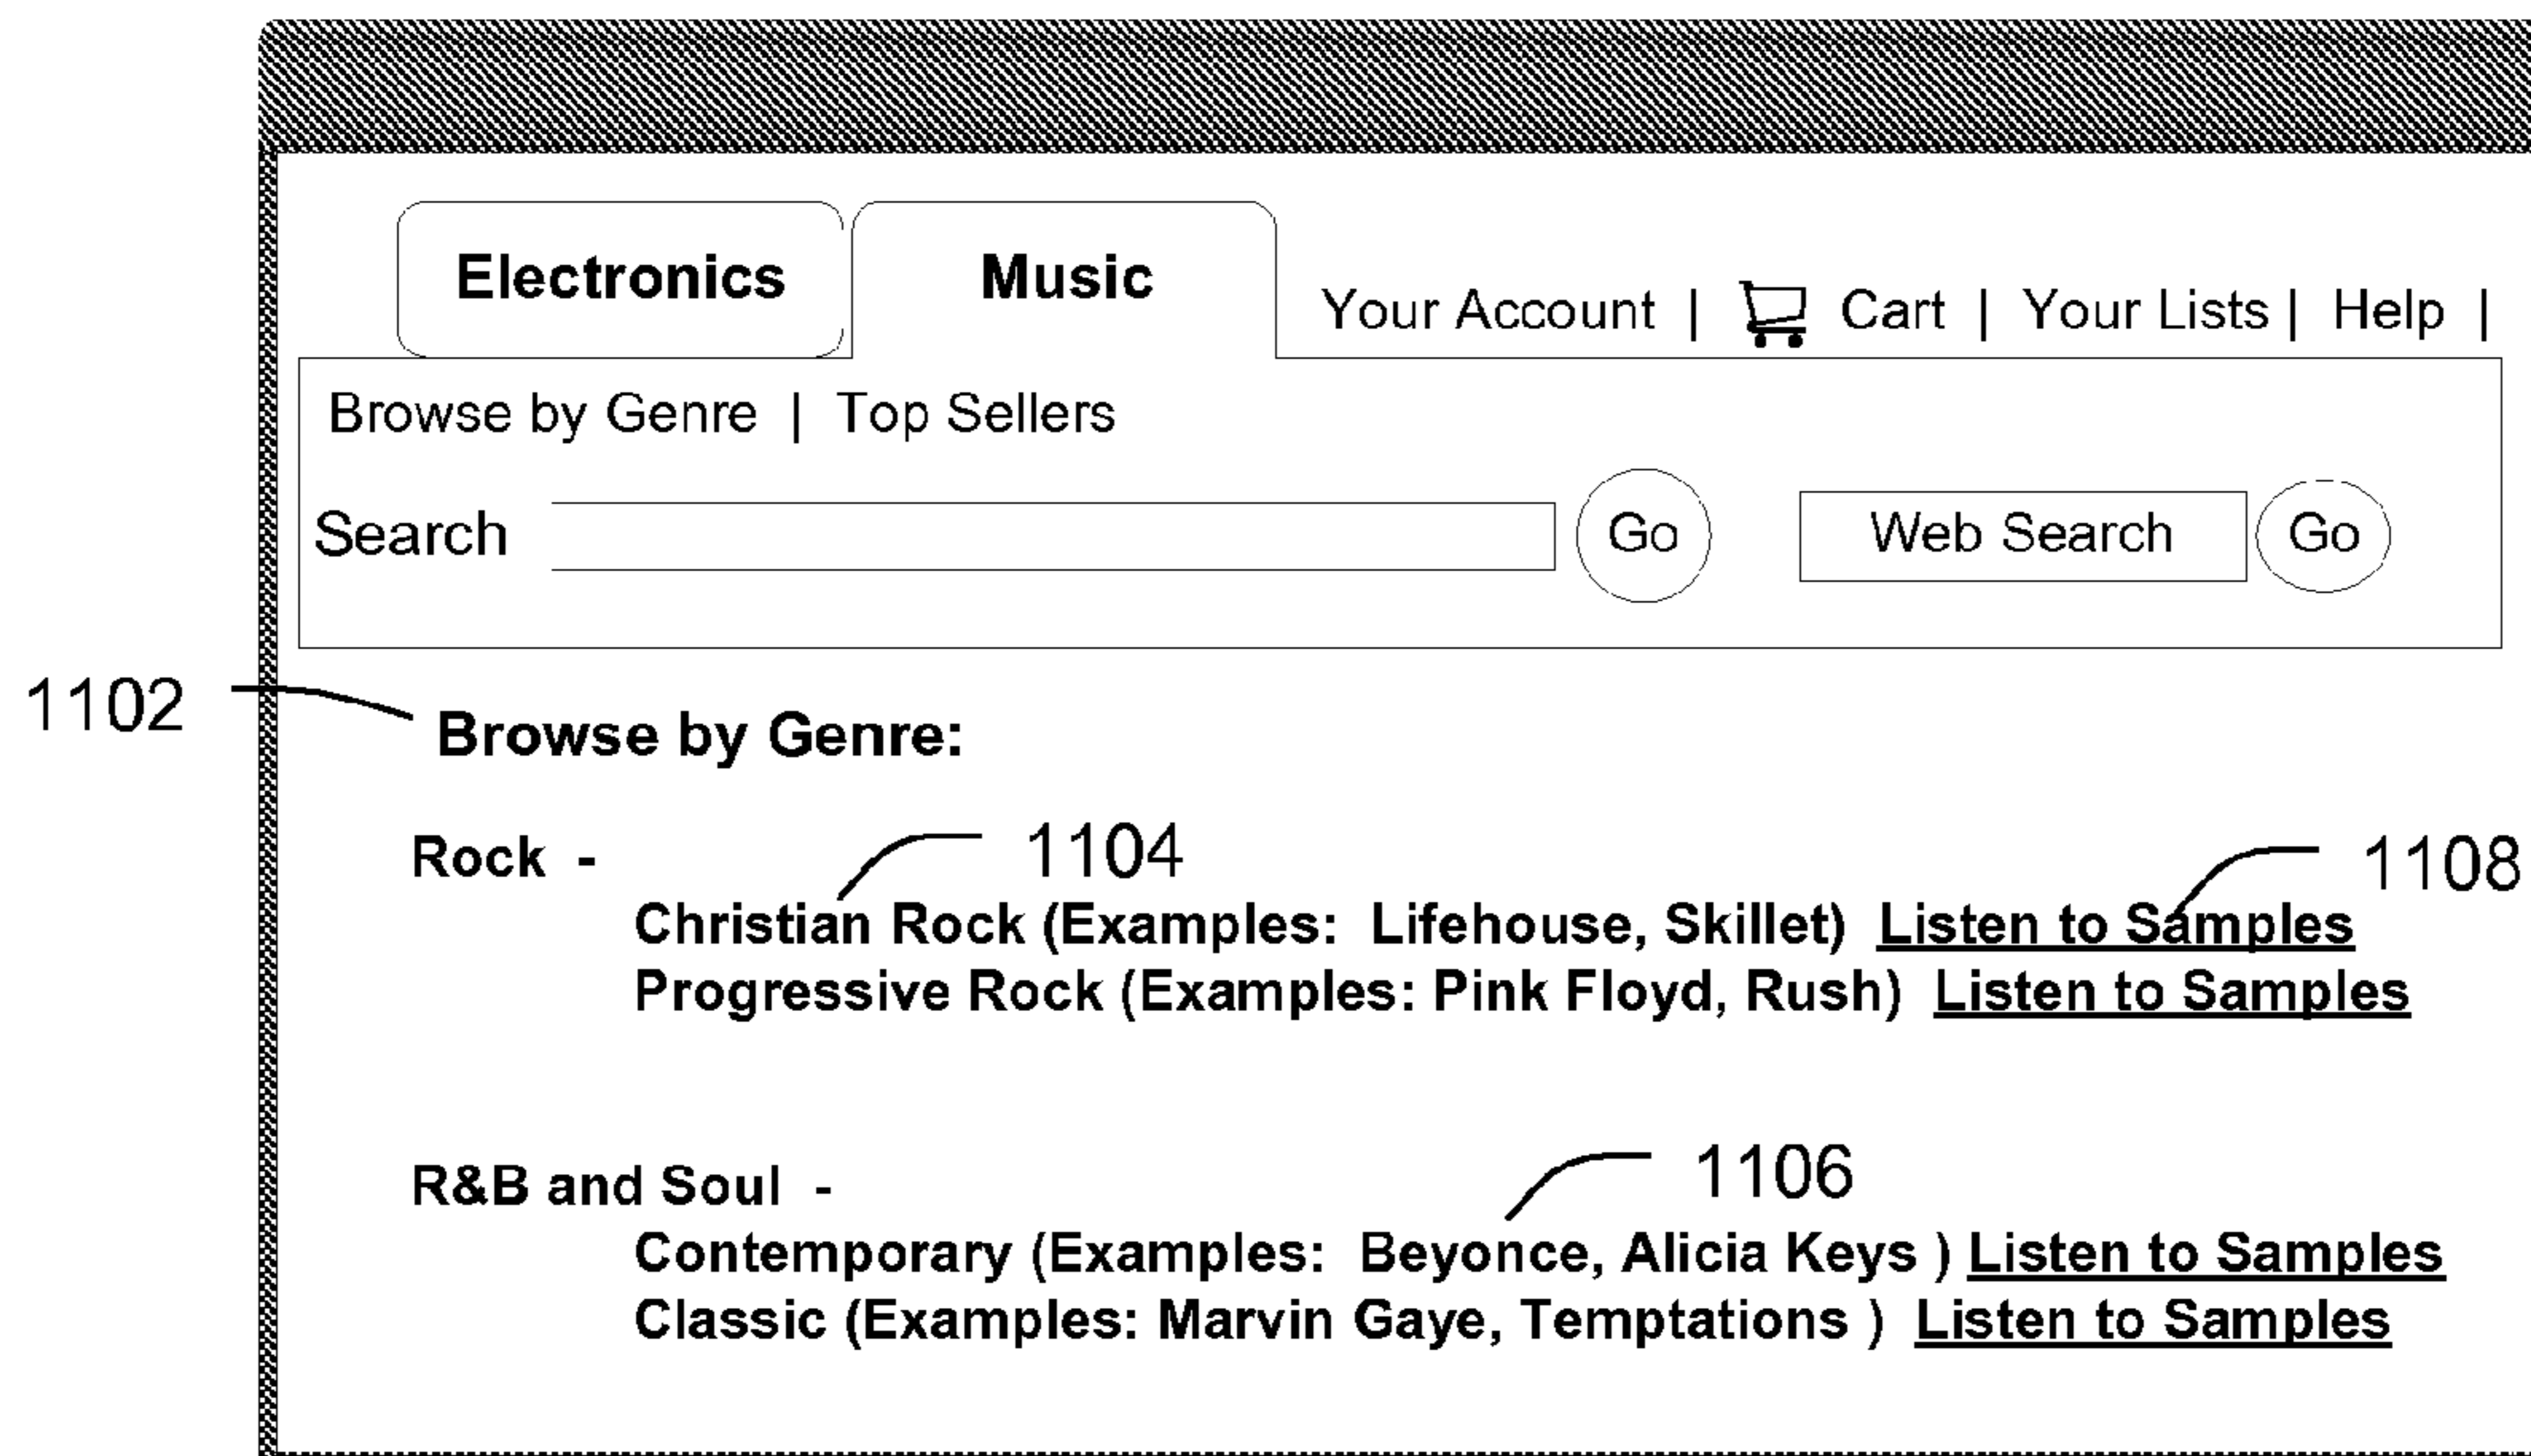 Electronics Music
Your Account | Cart | Your Lists | Help |
Browse by Genre | Top Sellers
Search Go Web Search Go
1102
Browse by Genre:
Rock - 1104 1108
Christian Rock (Examples: Lifehouse, Skillet) Listen to Samples
Progressive Rock (Examples: Pink Floyd, Rush) Listen to Samples
R&B and Soul - 1106
Contemporary (Examples: Beyonce, Alicia Keys ) Listen to Samples
Classic (Examples: Marvin Gaye, Temptations ) Listen to Samples